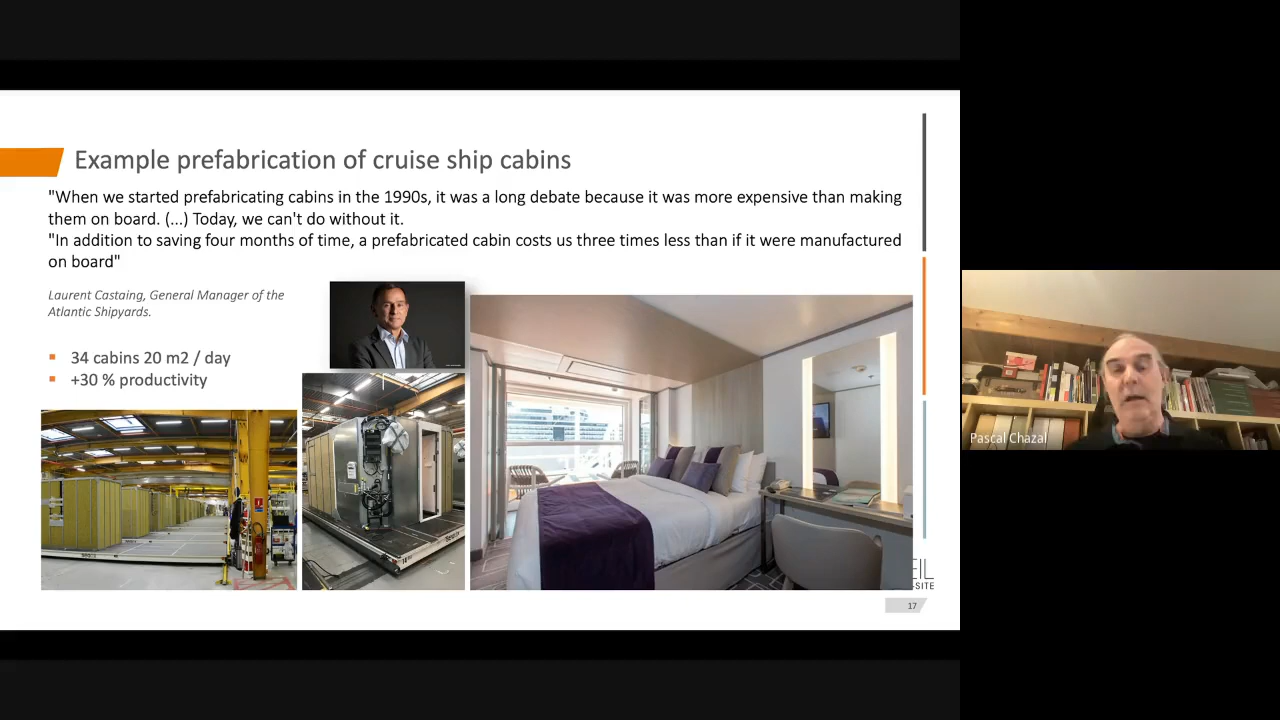 Example prefabrication of cruise ship cabins
"When we started prefabricating cabins in the 1990s, it was a long debate because it was more expensive than making
them on board. (...) Today, we can't do without it.
"In addition to saving four months of time, a prefabricated cabin costs us three times less than if it were manufactured
on board"
Laurent Castaing, General Manager of the
Atlantic Shipyards.
▪ 34 cabins 20 m2 / day
▪ +30 % productivity
EIL
-SITE
17
Pascal Chazal